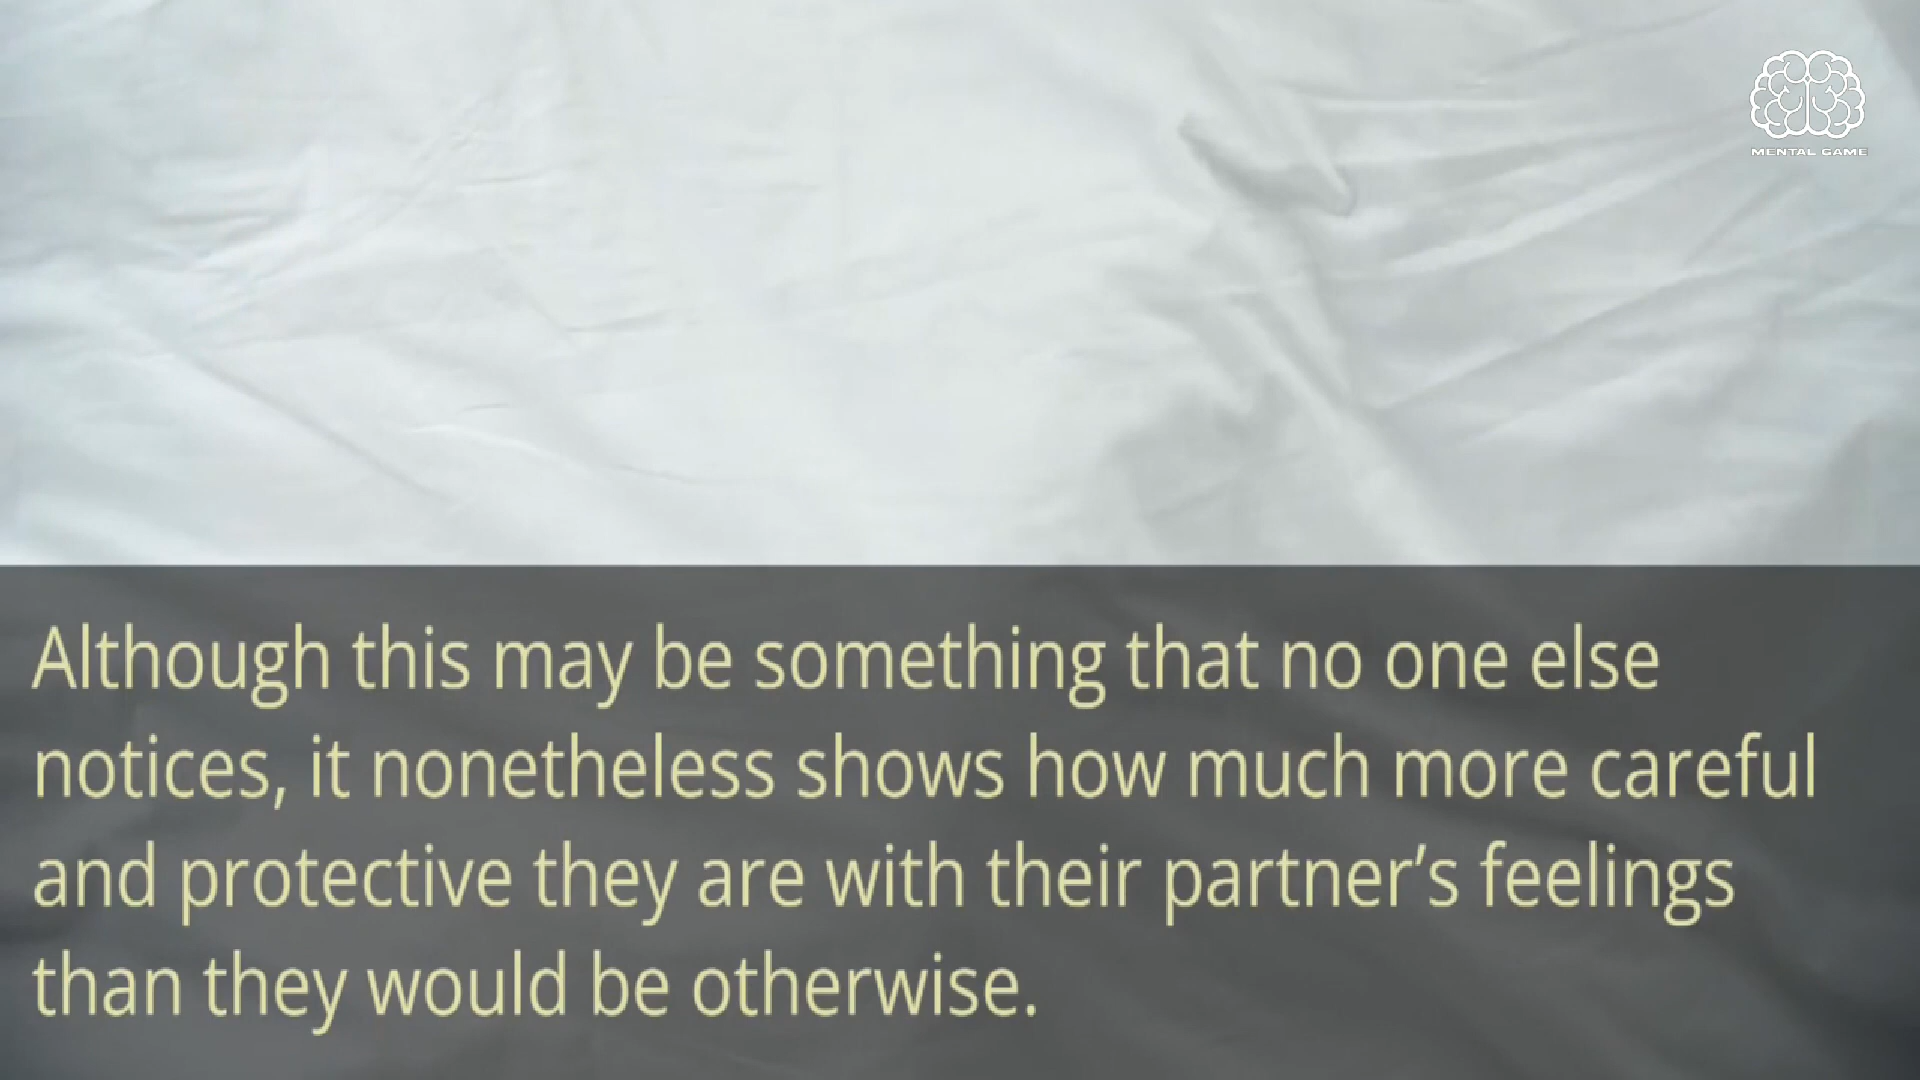 MENTAL GAME
Although this may be something that no one else
notices, it nonetheless shows how much more careful
and protective they are with their partner’s feelings
than they would be otherwise.